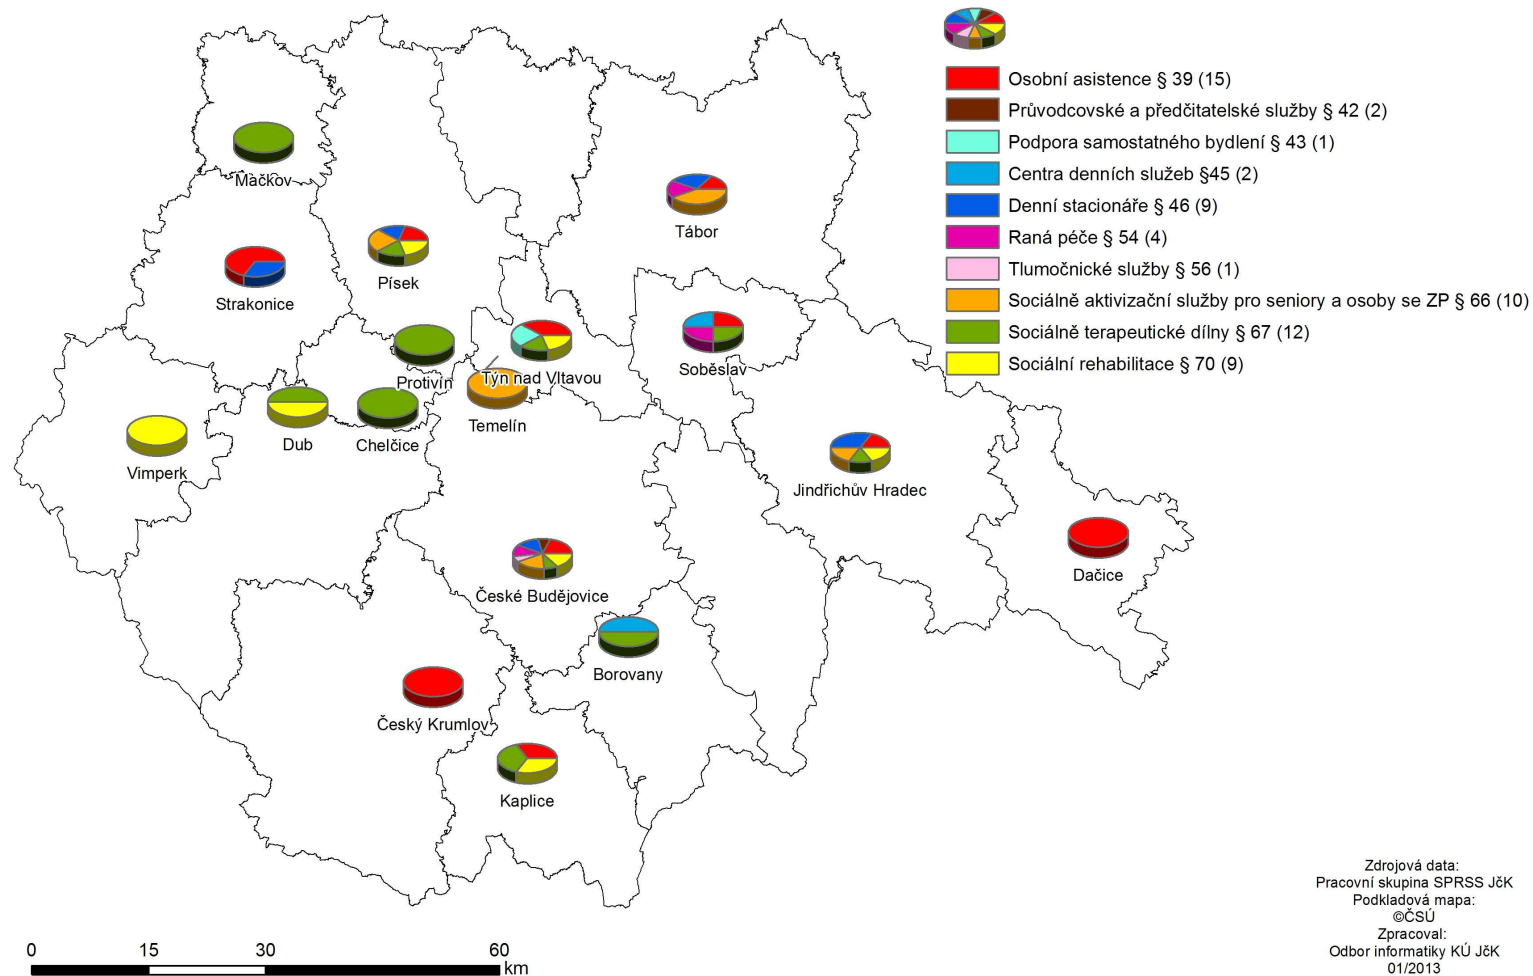 Osobní asistence § 39 (15)
Průvodcovské a předčitatelské služby § 42 (2)
Podpora samostatného bydlení § 43 (1)
Centra denních služeb §45 (2)
Denní stacionáře § 46 (9)
Raná péče § 54 (4)
Tlumočnické služby § 56 (1)
Sociálně aktivizační služby pro seniory a osoby se ZP § 66 (10)
Sociálně terapeutické dílny § 67 (12)
Sociální rehabilitace § 70 (9)
Mačkov
Tábor
Písek
Strakonice
Soběslav
Týn nad Vltavou
Protivín
Temelín
Dub
Chelčice
Vimperk
Jindřichův Hradec
Dačice
České Budějovice
Borovany
Český Krumlov
Kaplice
Zdrojová data:
Pracovní skupina SPRSS JčK
Podkladová mapa:
©ČSÚ
Zpracoval:
Odbor informatiky KÚ JčK
01/2013
0 15 30 60
km